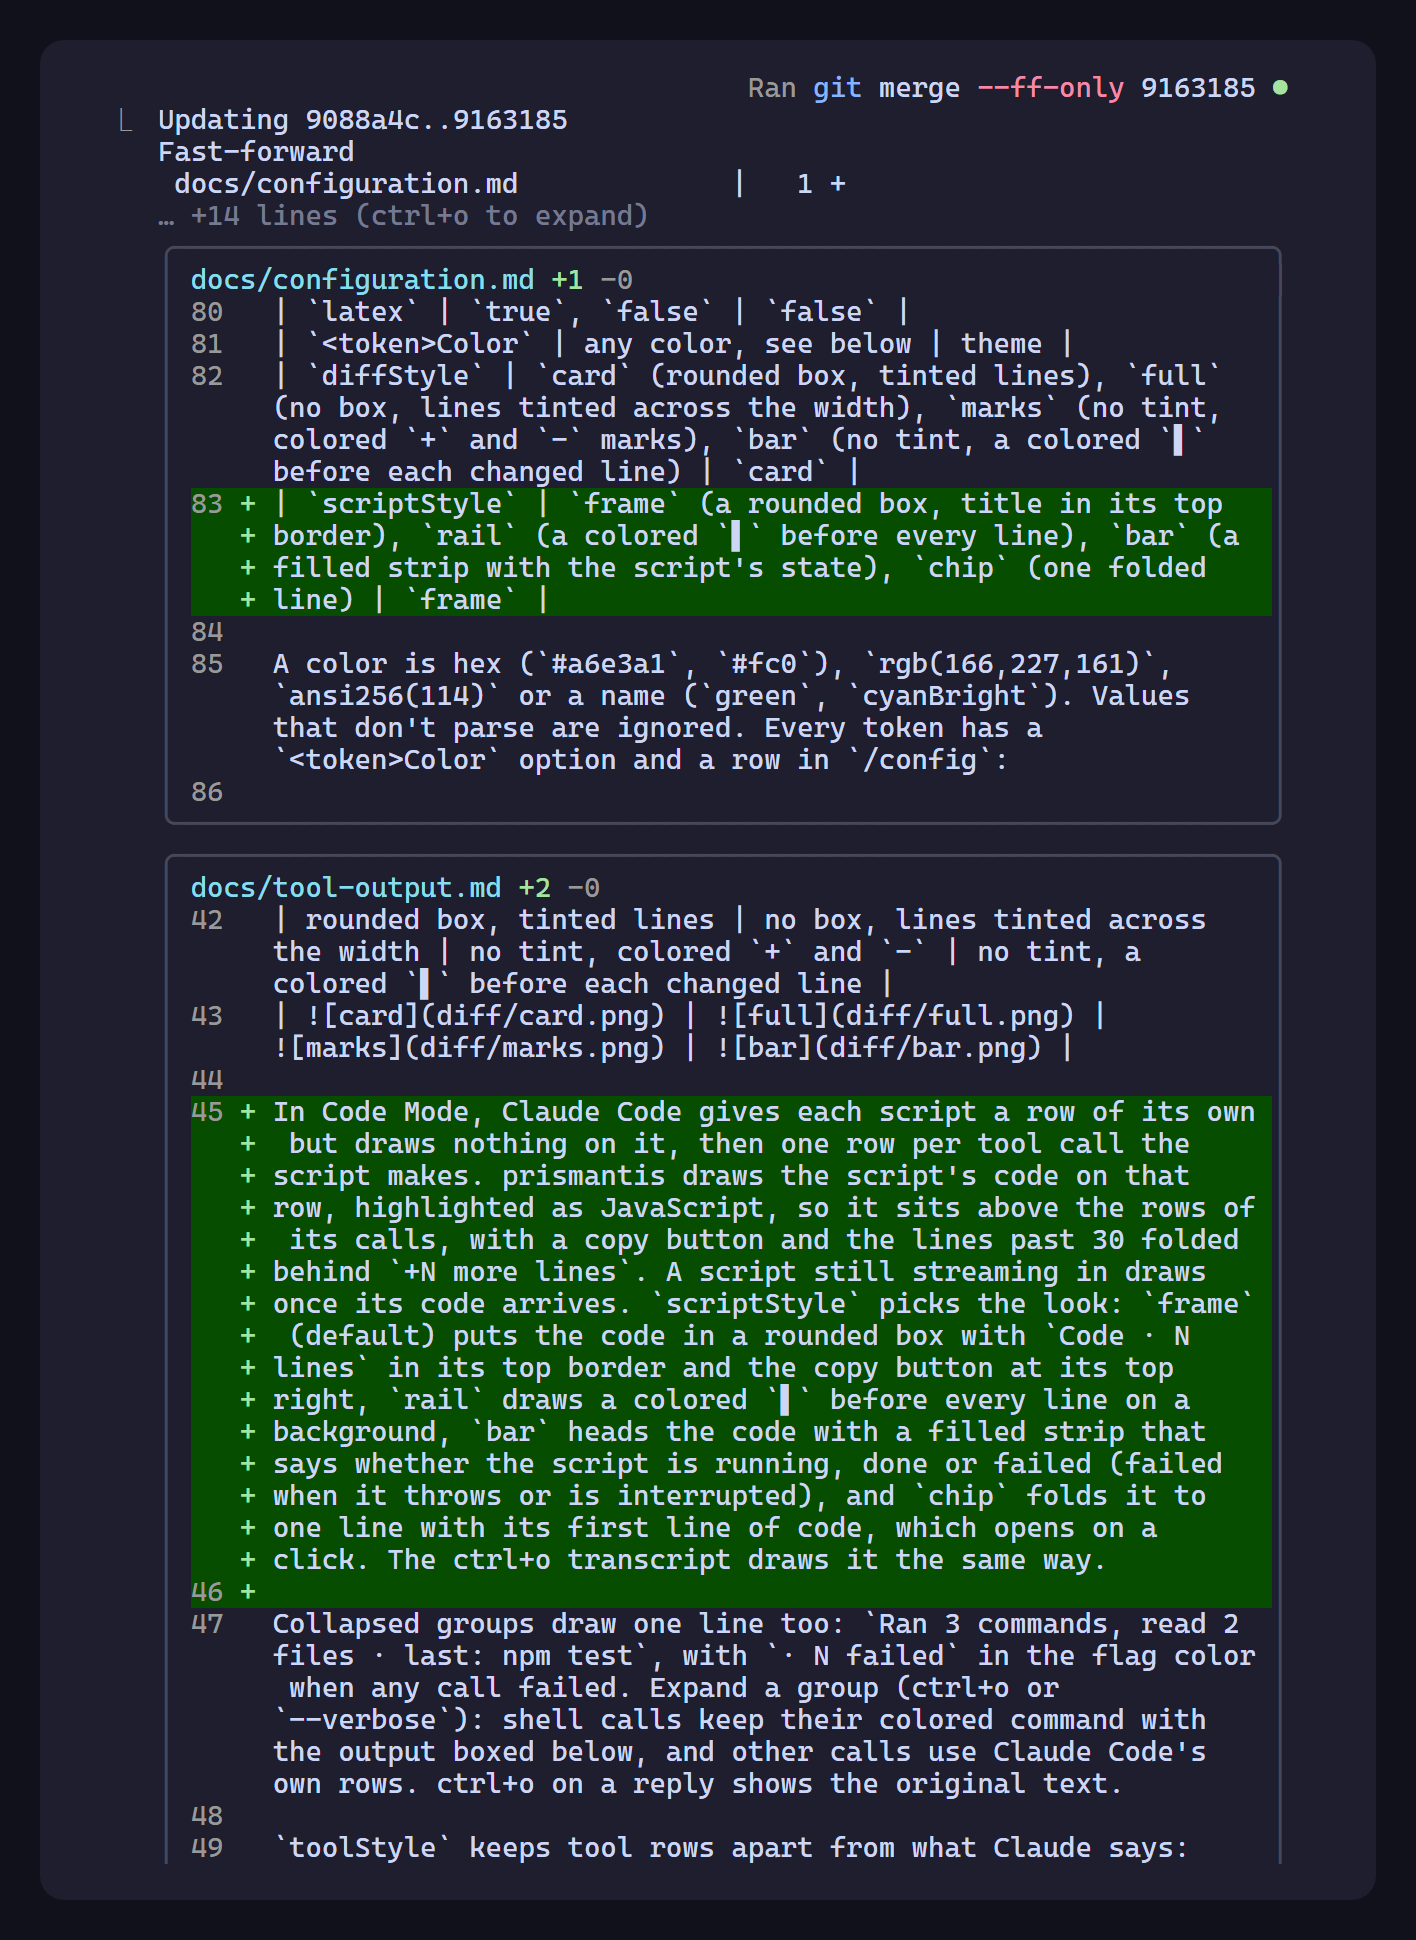 Ran git merge --ff-only 9163185 ●
⎿ Updating 9088a4c..9163185
Fast-forward
docs/configuration.md | 1 +
… +14 lines (ctrl+o to expand)
docs/configuration.md +1 -0
80 | `latex` | `true`, `false` | `false` |
81 | `<token>Color` | any color, see below | theme |
82 | `diffStyle` | `card` (rounded box, tinted lines), `full`
(no box, lines tinted across the width), `marks` (no tint,
colored `+` and `-` marks), `bar` (no tint, a colored `▌`
before each changed line) | `card` |
83 + | `scriptStyle` | `frame` (a rounded box, title in its top
+ border), `rail` (a colored `▌` before every line), `bar` (a
+ filled strip with the script's state), `chip` (one folded
+ line) | `frame` |
84
85 A color is hex (`#a6e3a1`, `#fc0`), `rgb(166,227,161)`,
`ansi256(114)` or a name (`green`, `cyanBright`). Values
that don't parse are ignored. Every token has a
`<token>Color` option and a row in `/config`:
86
docs/tool-output.md +2 -0
42 | rounded box, tinted lines | no box, lines tinted across
the width | no tint, colored `+` and `-` | no tint, a
colored `▌` before each changed line |
43 | ![card](diff/card.png) | ![full](diff/full.png) |
![marks](diff/marks.png) | ![bar](diff/bar.png) |
44
45 + In Code Mode, Claude Code gives each script a row of its own
+ but draws nothing on it, then one row per tool call the
+ script makes. prismantis draws the script's code on that
+ row, highlighted as JavaScript, so it sits above the rows of
+ its calls, with a copy button and the lines past 30 folded
+ behind `+N more lines`. A script still streaming in draws
+ once its code arrives. `scriptStyle` picks the look: `frame`
+ (default) puts the code in a rounded box with `Code · N
+ lines` in its top border and the copy button at its top
+ right, `rail` draws a colored `▌` before every line on a
+ background, `bar` heads the code with a filled strip that
+ says whether the script is running, done or failed (failed
+ when it throws or is interrupted), and `chip` folds it to
+ one line with its first line of code, which opens on a
+ click. The ctrl+o transcript draws it the same way.
46 +
47 Collapsed groups draw one line too: `Ran 3 commands, read 2
files · last: npm test`, with `· N failed` in the flag color
when any call failed. Expand a group (ctrl+o or
`--verbose`): shell calls keep their colored command with
the output boxed below, and other calls use Claude Code's
own rows. ctrl+o on a reply shows the original text.
48
49 `toolStyle` keeps tool rows apart from what Claude says: